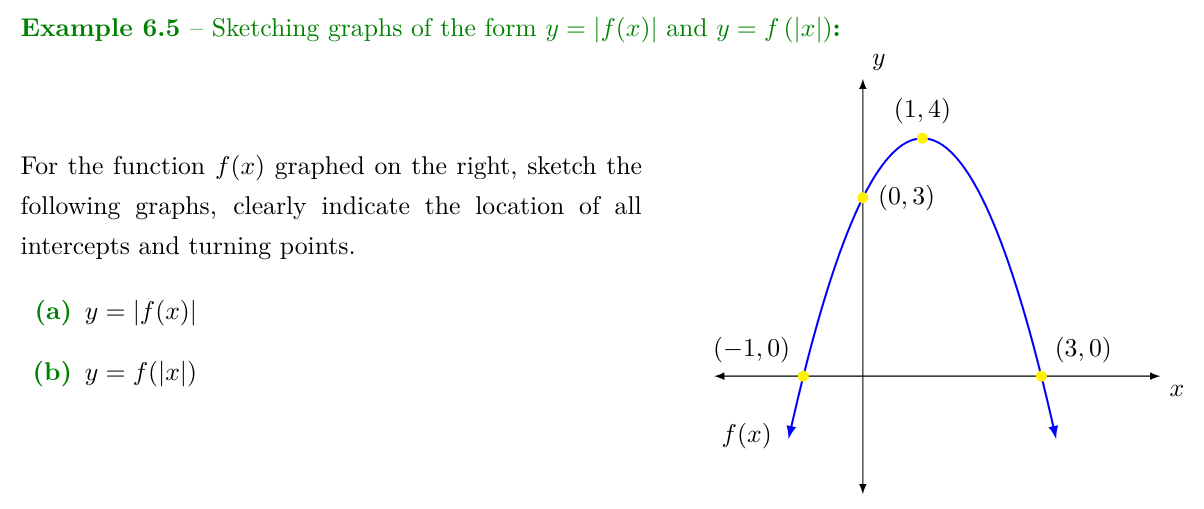 Example 6.5 – Sketching graphs of the form y = |f(x)| and y = f (|x|):
For the function f(x) graphed on the right, sketch the
following graphs, clearly indicate the location of all
intercepts and turning points.
(a) y = |f(x)|
(b) y = f(|x|)
y
(1, 4)
(0, 3)
(−1, 0)
(3, 0)
x
f(x)